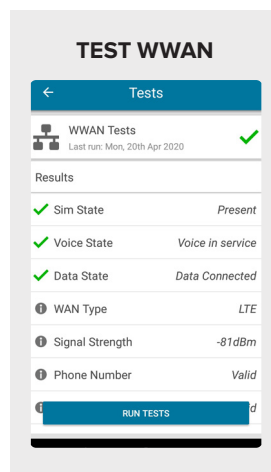 TEST WWAN
Tests
WWAN Tests
Last run: Mon, 20th Apr 2020
Results
Sim State Present
Voice State Voice in service
Data State Data Connected
WAN Type LTE
Signal Strength -81dBm
Phone Number Valid
RUN TESTS